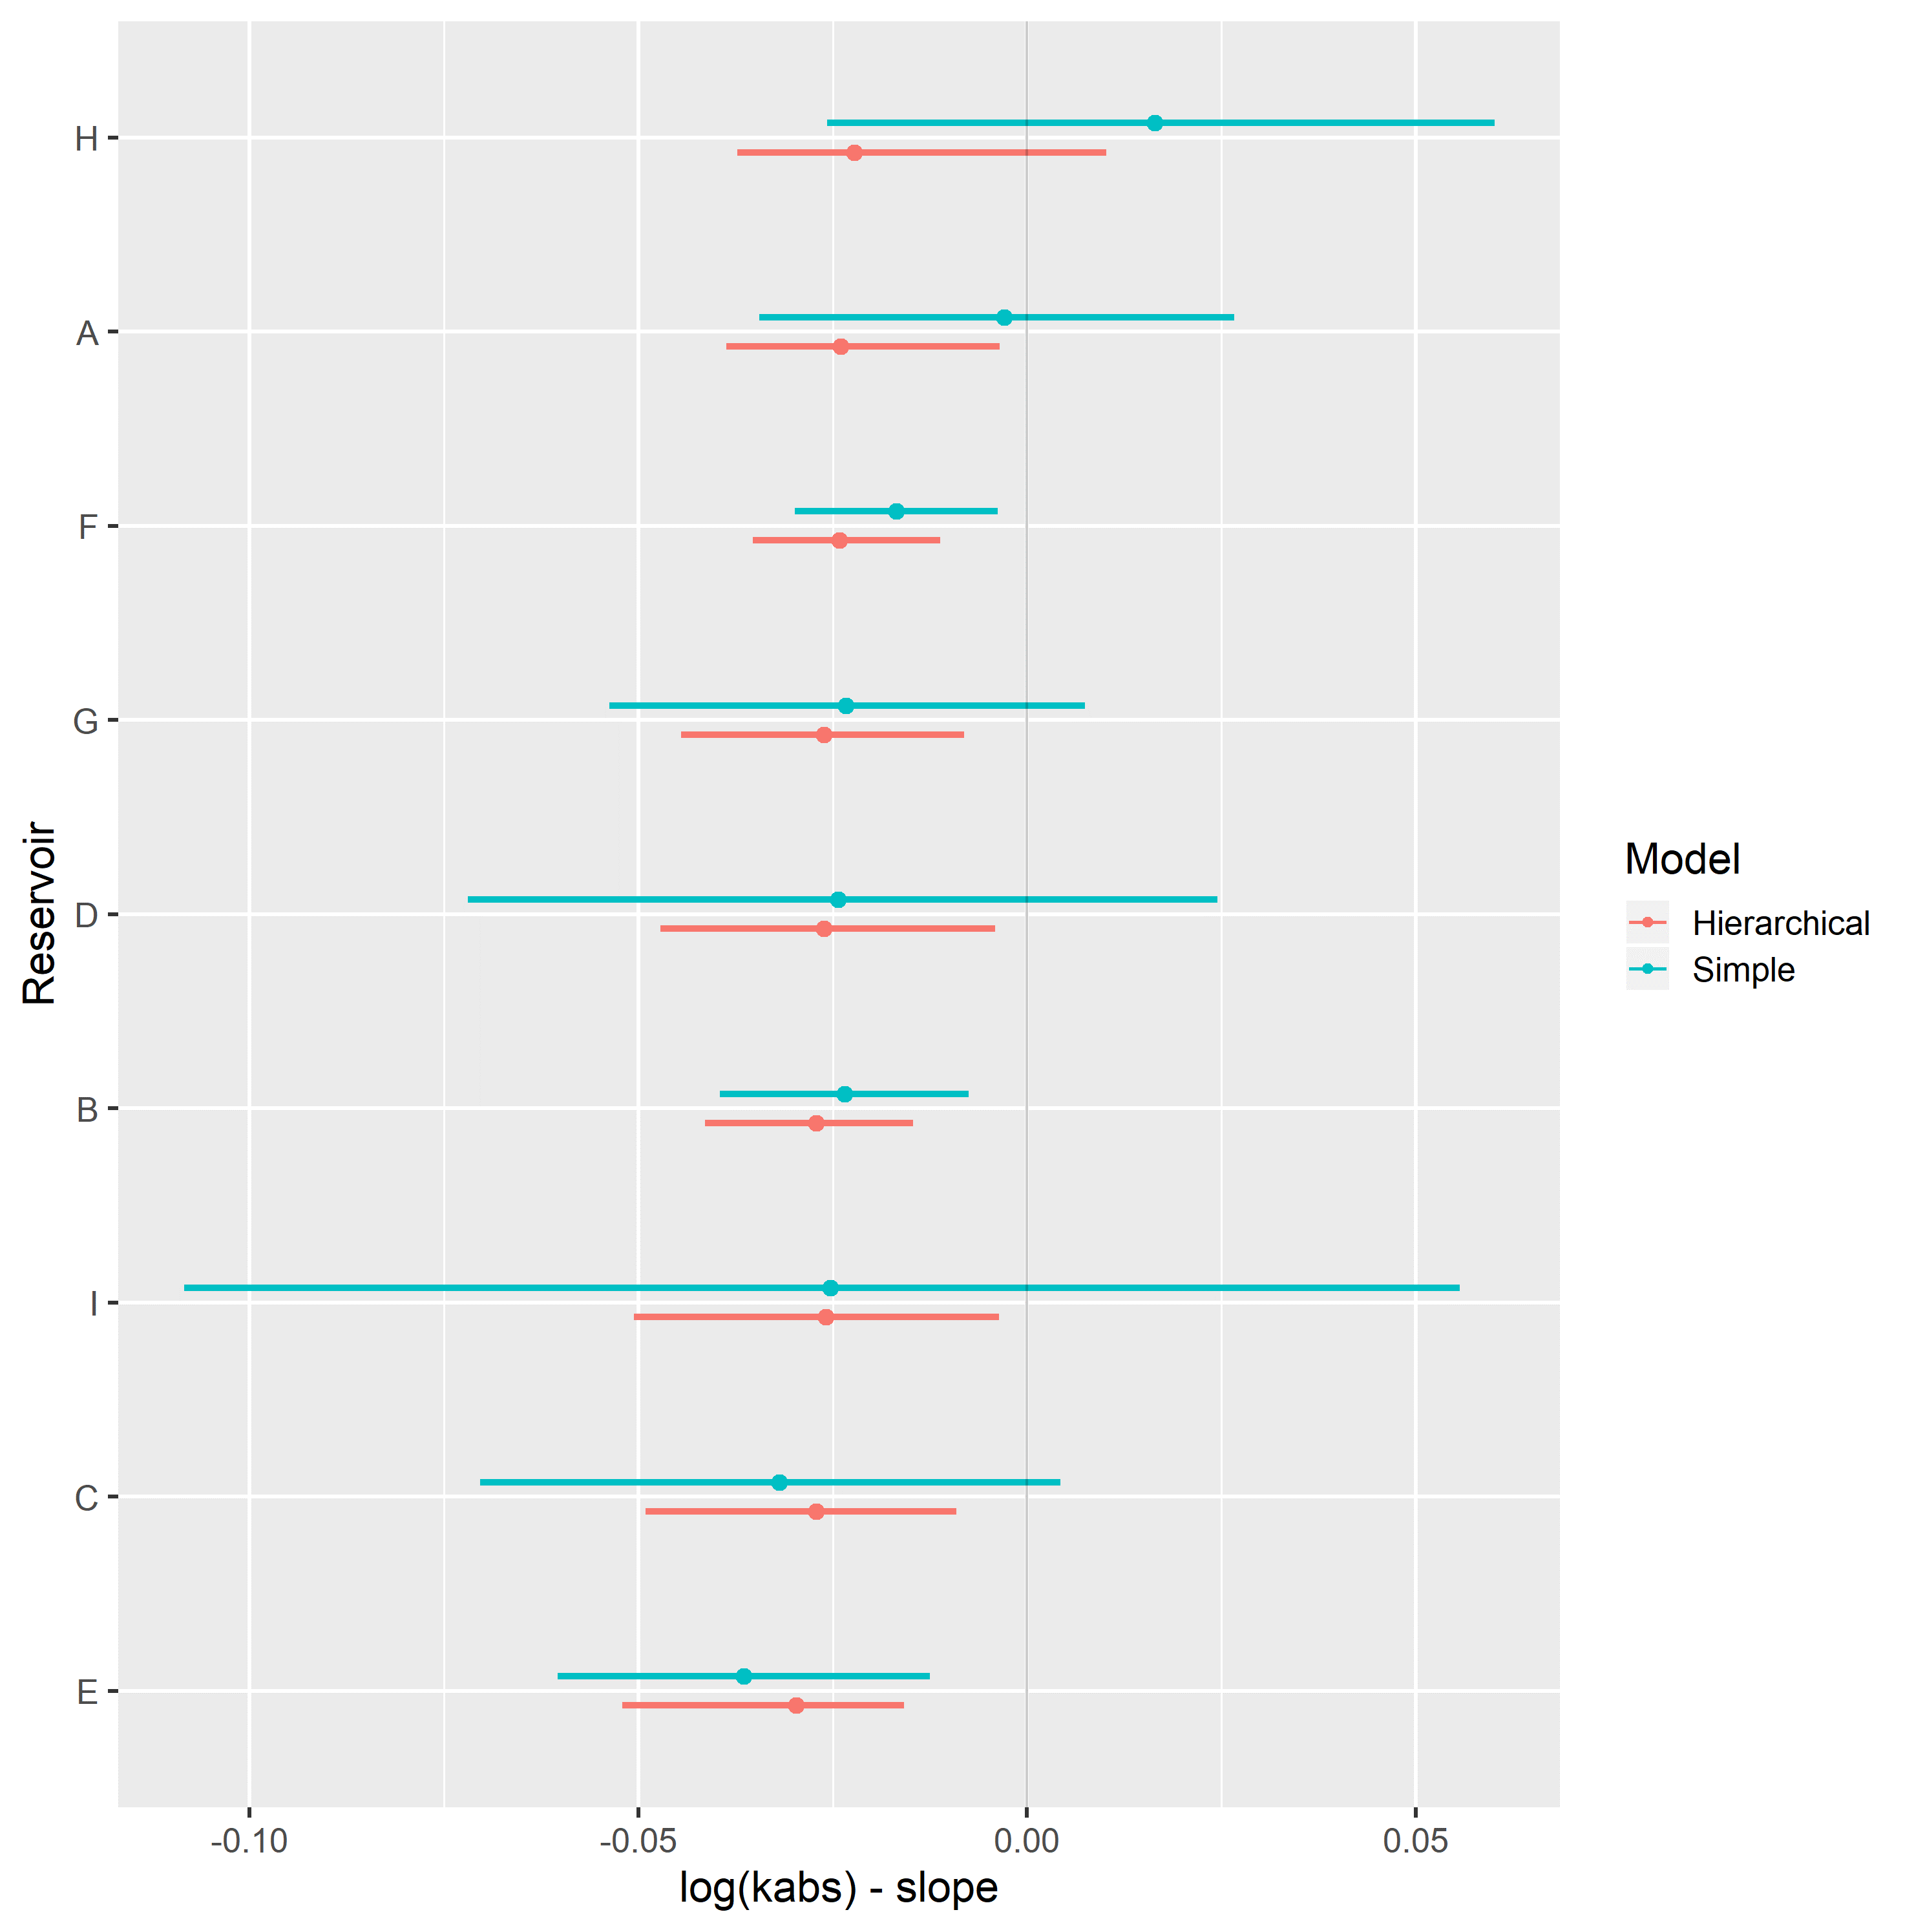 Reservoir
H
A
F
G
D
B
I
C
E
-0.10 -0.05 0.00 0.05
log(kabs) - slope
Model
Hierarchical
Simple